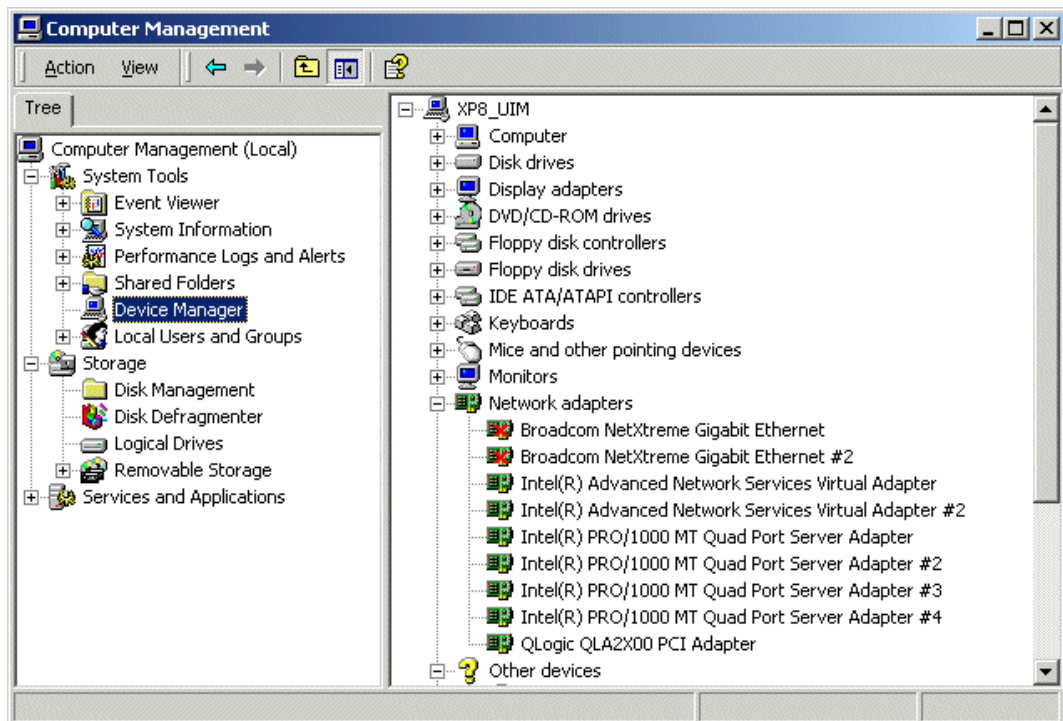 Computer Management
Action View
Tree
Computer Management (Local)
System Tools
Event Viewer
System Information
Performance Logs and Alerts
Shared Folders
Device Manager
Local Users and Groups
Storage
Disk Management
Disk Defragmenter
Logical Drives
Removable Storage
Services and Applications
XP8_UIM
Computer
Disk drives
Display adapters
DVD/CD-ROM drives
Floppy disk controllers
Floppy disk drives
IDE ATA/ATAPI controllers
Keyboards
Mice and other pointing devices
Monitors
Network adapters
Broadcom NetXtreme Gigabit Ethernet
Broadcom NetXtreme Gigabit Ethernet #2
Intel(R) Advanced Network Services Virtual Adapter
Intel(R) Advanced Network Services Virtual Adapter #2
Intel(R) PRO/1000 MT Quad Port Server Adapter
Intel(R) PRO/1000 MT Quad Port Server Adapter #2
Intel(R) PRO/1000 MT Quad Port Server Adapter #3
Intel(R) PRO/1000 MT Quad Port Server Adapter #4
QLogic QLA2X00 PCI Adapter
Other devices